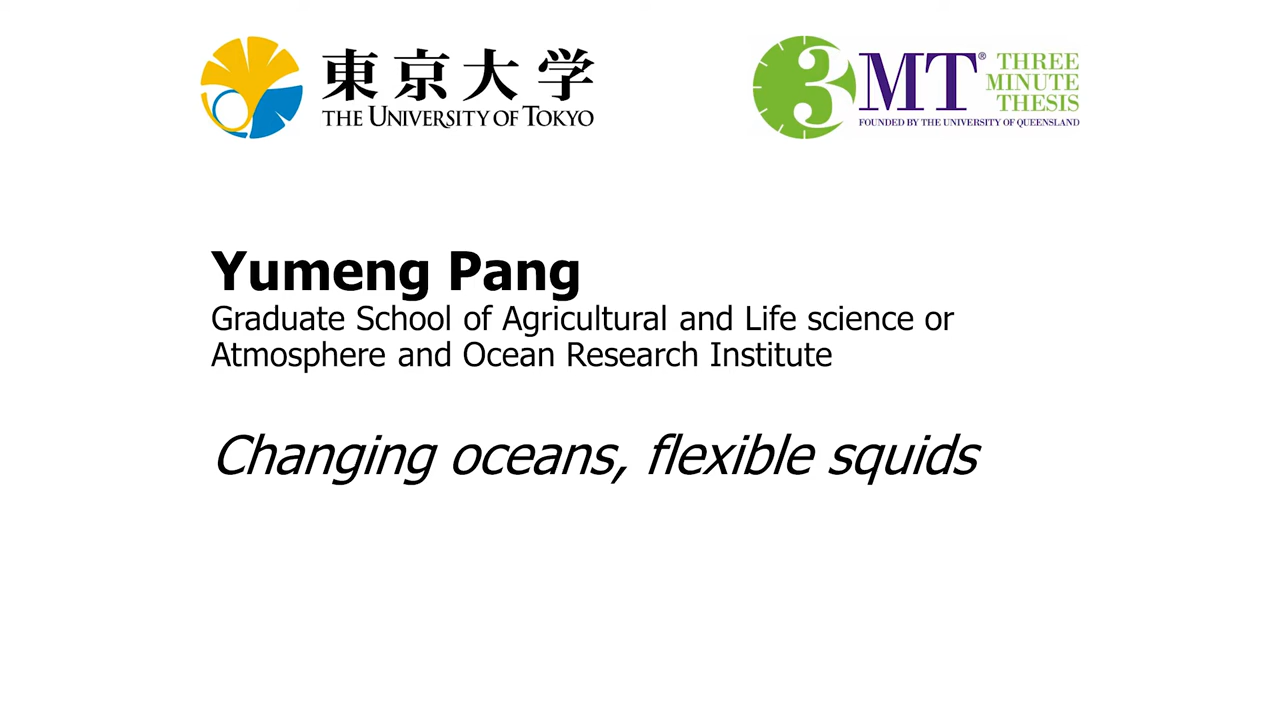 東京大学
THE UNIVERSITY OF TOKYO
3MT® THREE MINUTE THESIS
FOUNDED BY THE UNIVERSITY OF QUEENSLAND
Yumeng Pang
Graduate School of Agricultural and Life science or
Atmosphere and Ocean Research Institute
Changing oceans, flexible squids